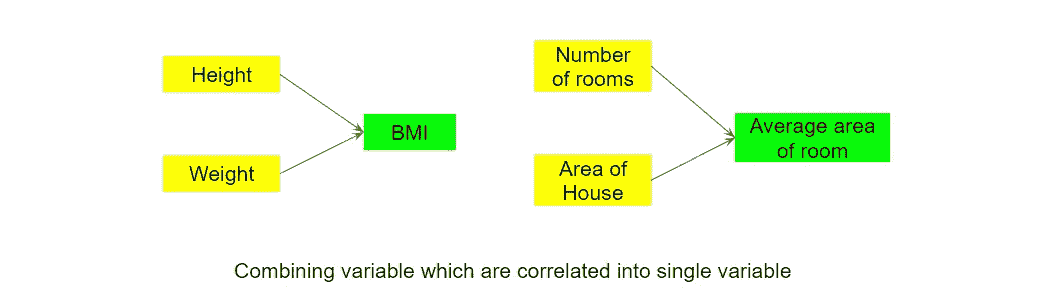 Height
Weight
BMI
Number
of rooms
Area of
House
Average area
of room
Combining variable which are correlated into single variable